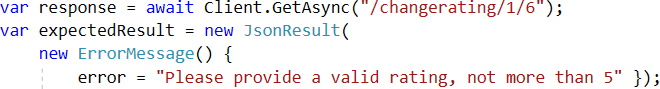 var response = await Client.GetAsync("/changerating/1/6");
var expectedResult = new JsonResult(
new ErrorMessage() {
error = "Please provide a valid rating, not more than 5" });